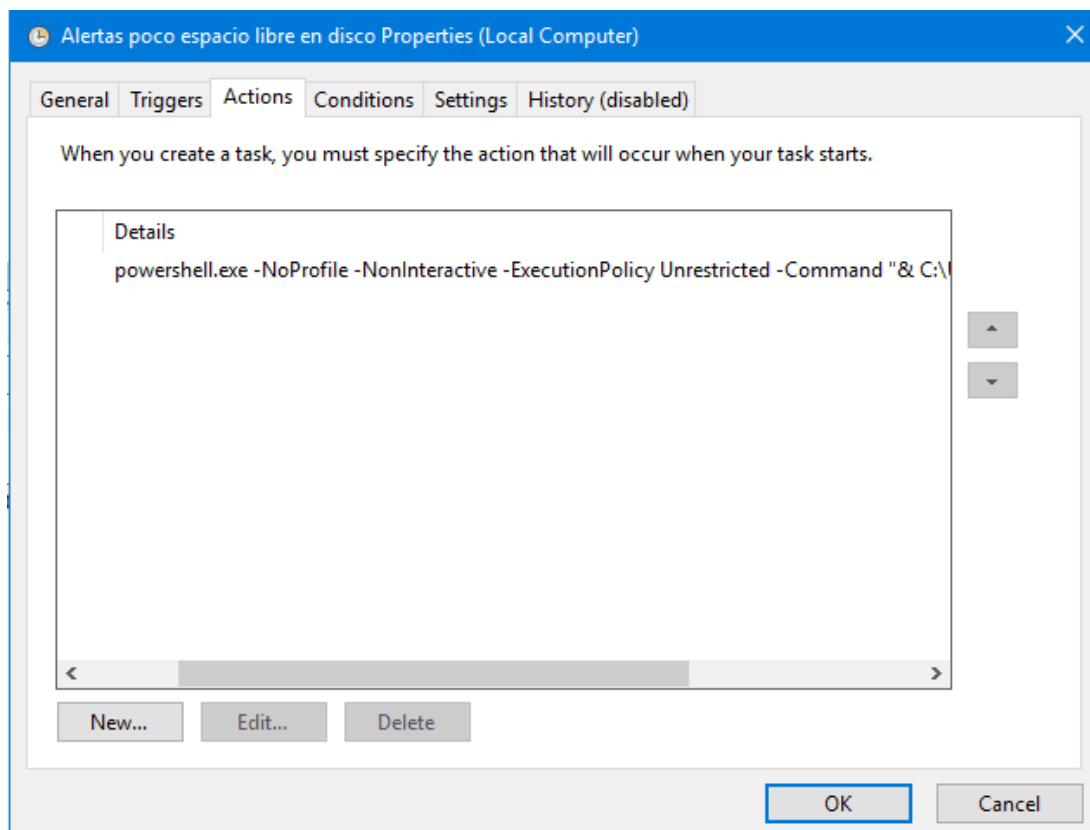 Alertas poco espacio libre en disco Properties (Local Computer)
General Triggers Actions Conditions Settings History (disabled)
When you create a task, you must specify the action that will occur when your task starts.
Details
powershell.exe -NoProfile -NonInteractive -ExecutionPolicy Unrestricted -Command "& C:\
New... Edit... Delete
OK Cancel